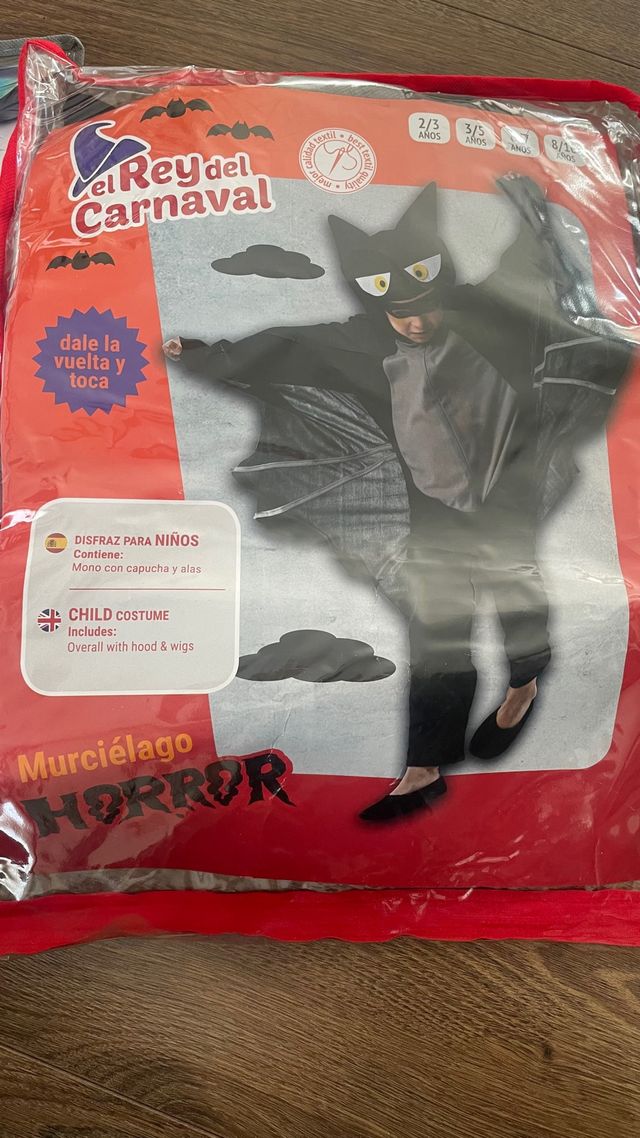 el Rey del
Carnaval
mejor calidad textil • best textil quality •
2/3
AÑOS
3/5
AÑOS
AÑOS
8/1
AÑOS
dale la
vuelta y
toca
DISFRAZ PARA NIÑOS
Contiene:
Mono con capucha y alas
CHILD COSTUME
Includes:
Overall with hood & wigs
Murciélago
HORROR